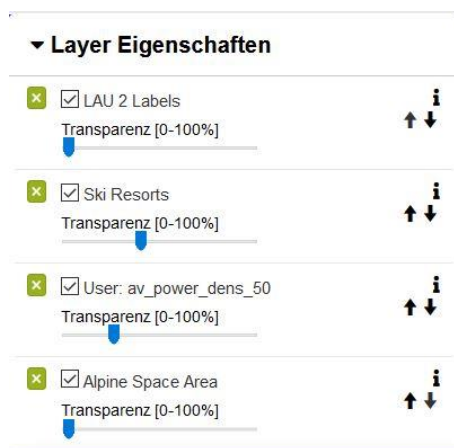 Layer Eigenschaften
LAU 2 Labels
Transparenz [0-100%]
Ski Resorts
Transparenz [0-100%]
User: av_power_dens_50
Transparenz [0-100%]
Alpine Space Area
Transparenz [0-100%]